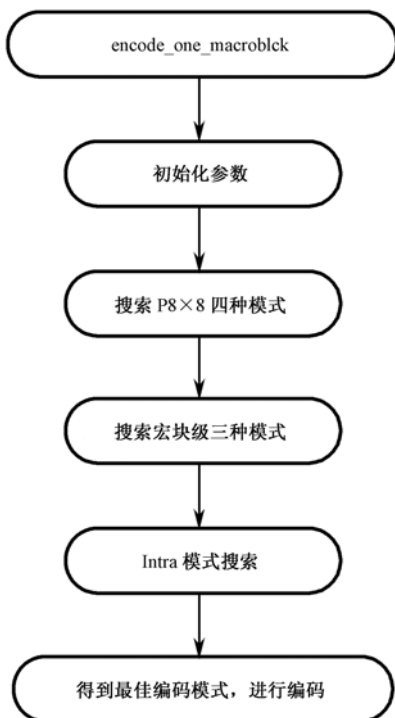 encode_one_macroblck
初始化参数
搜索 P8×8 四种模式
搜索宏块级三种模式
Intra 模式搜索
得到最佳编码模式，进行编码